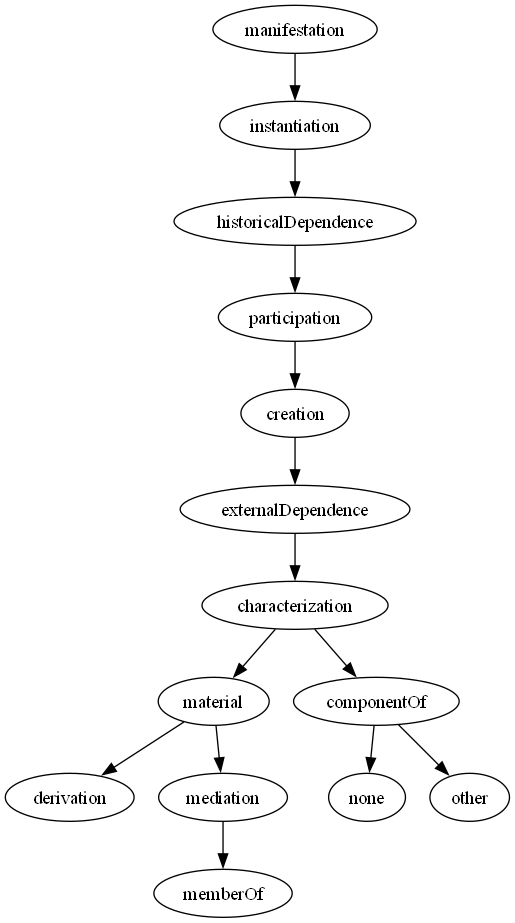 manifestation
instantiation
historicalDependence
participation
creation
externalDependence
characterization
material
componentOf
derivation
mediation
none
other
memberOf